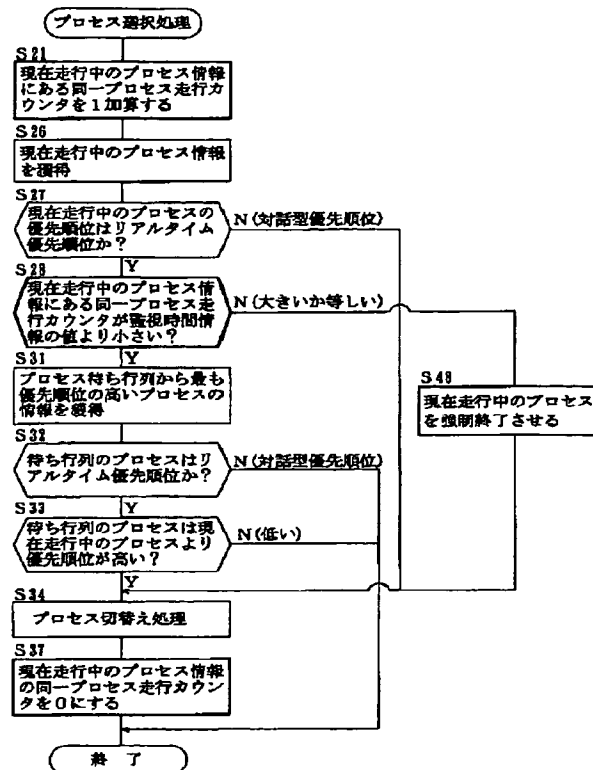 プロセス選択処理
S21
現在走行中のプロセス情報
にある同一プロセス走行カ
ウンタを1加算する
S26
現在走行中のプロセス情報
を獲得
S27
現在走行中のプロセスの
優先順位はリアルタイム
優先順位か?
N(対話型優先順位)
Y
S28
現在走行中のプロセス情
報にある同一プロセス走
行カウンタが監視時間情
報の値より小さい?
N(大きいか等しい)
Y
S31
プロセス待ち行列から最も
優先順位の高いプロセスの
情報を獲得
S48
現在走行中のプロセス
を強制終了させる
S32
待ち行列のプロセスはリ
アルタイム優先順位か?
N(対話型優先順位)
Y
S33
待ち行列のプロセスは現
在走行中のプロセスより
優先順位が高い?
N(低い)
Y
S34
プロセス切替え処理
S37
現在走行中のプロセス情報
の同一プロセス走行カウン
タを0にする
終 了